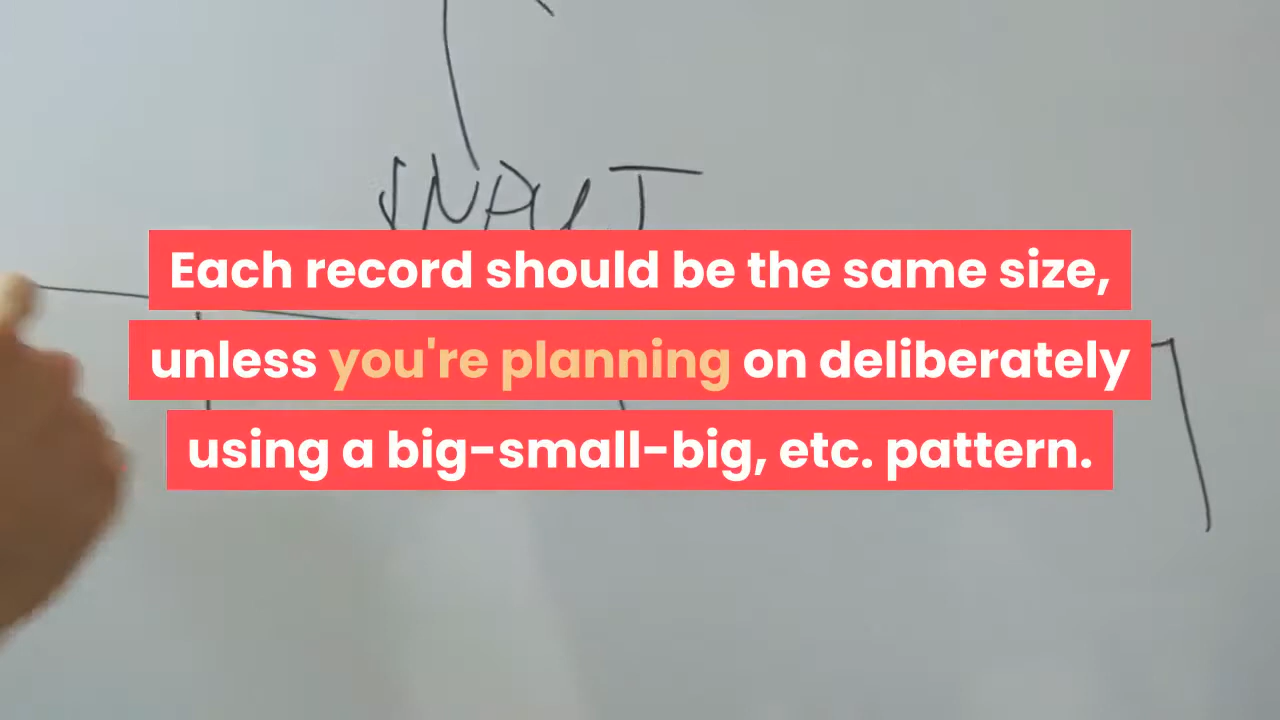 INPUT
Each record should be the same size,
unless you're planning on deliberately
using a big-small-big, etc. pattern.